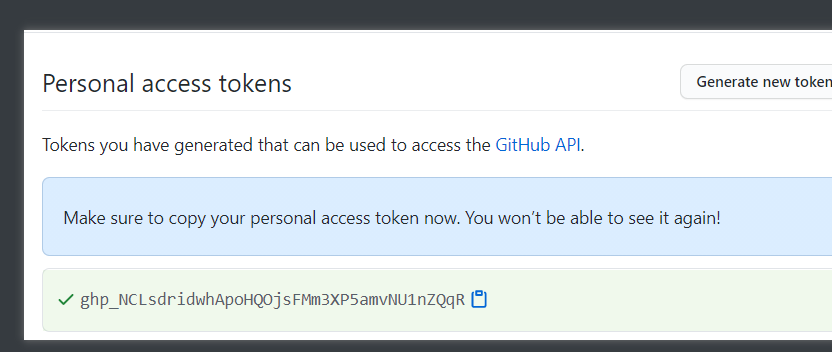 Personal access tokens
Generate new token
Tokens you have generated that can be used to access the GitHub API.
Make sure to copy your personal access token now. You won't be able to see it again!
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